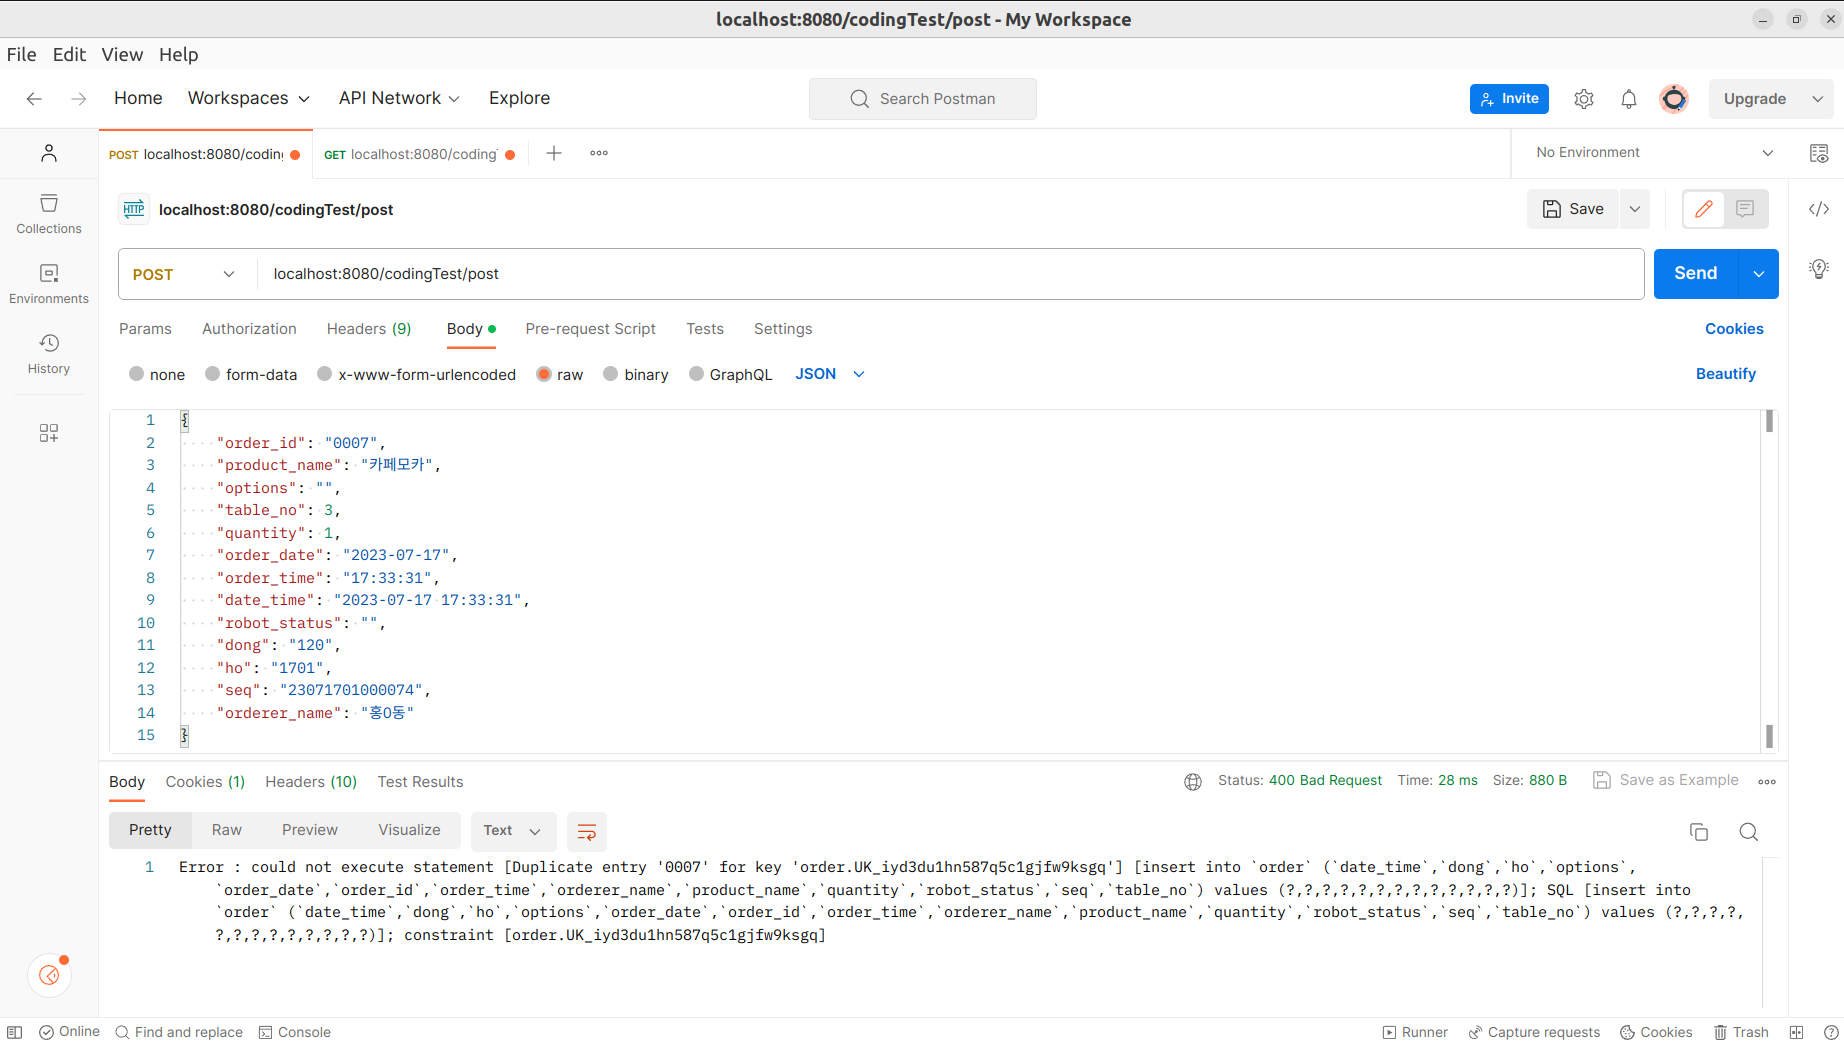 localhost:8080/codingTest/post - My Workspace
File Edit View Help
Home Workspaces API Network Explore Search Postman Invite Upgrade
POST localhost:8080/coding GET localhost:8080/coding No Environment
HTTP localhost:8080/codingTest/post Save
Collections
POST localhost:8080/codingTest/post Send
Environments
Params Authorization Headers (9) Body Pre-request Script Tests Settings Cookies
History
none form-data x-www-form-urlencoded raw binary GraphQL JSON Beautify
1 {
2 "order_id": "0007",
3 "product_name": "카페모카",
4 "options": "",
5 "table_no": 3,
6 "quantity": 1,
7 "order_date": "2023-07-17",
8 "order_time": "17:33:31",
9 "date_time": "2023-07-17 17:33:31",
10 "robot_status": "",
11 "dong": "120",
12 "ho": "1701",
13 "seq": "23071701000074",
14 "orderer_name": "홍O동"
15 }
Body Cookies (1) Headers (10) Test Results Status: 400 Bad Request Time: 28 ms Size: 880 B Save as Example
Pretty Raw Preview Visualize Text
1 Error : could not execute statement [Duplicate entry '0007' for key 'order.UK_iyd3du1hn587q5c1gjfw9ksgq'] [insert into `order` (`date_time`,`dong`,`ho`,`options`,
`order_date`,`order_id`,`order_time`,`orderer_name`,`product_name`,`quantity`,`robot_status`,`seq`,`table_no`) values (?,?,?,?,?,?,?,?,?,?,?,?,?)]; SQL [insert into
`order` (`date_time`,`dong`,`ho`,`options`,`order_date`,`order_id`,`order_time`,`orderer_name`,`product_name`,`quantity`,`robot_status`,`seq`,`table_no`) values (?,?,?,?,
?,?,?,?,?,?,?,?,?)]; constraint [order.UK_iyd3du1hn587q5c1gjfw9ksgq]
Online Find and replace Console Runner Capture requests Cookies Trash